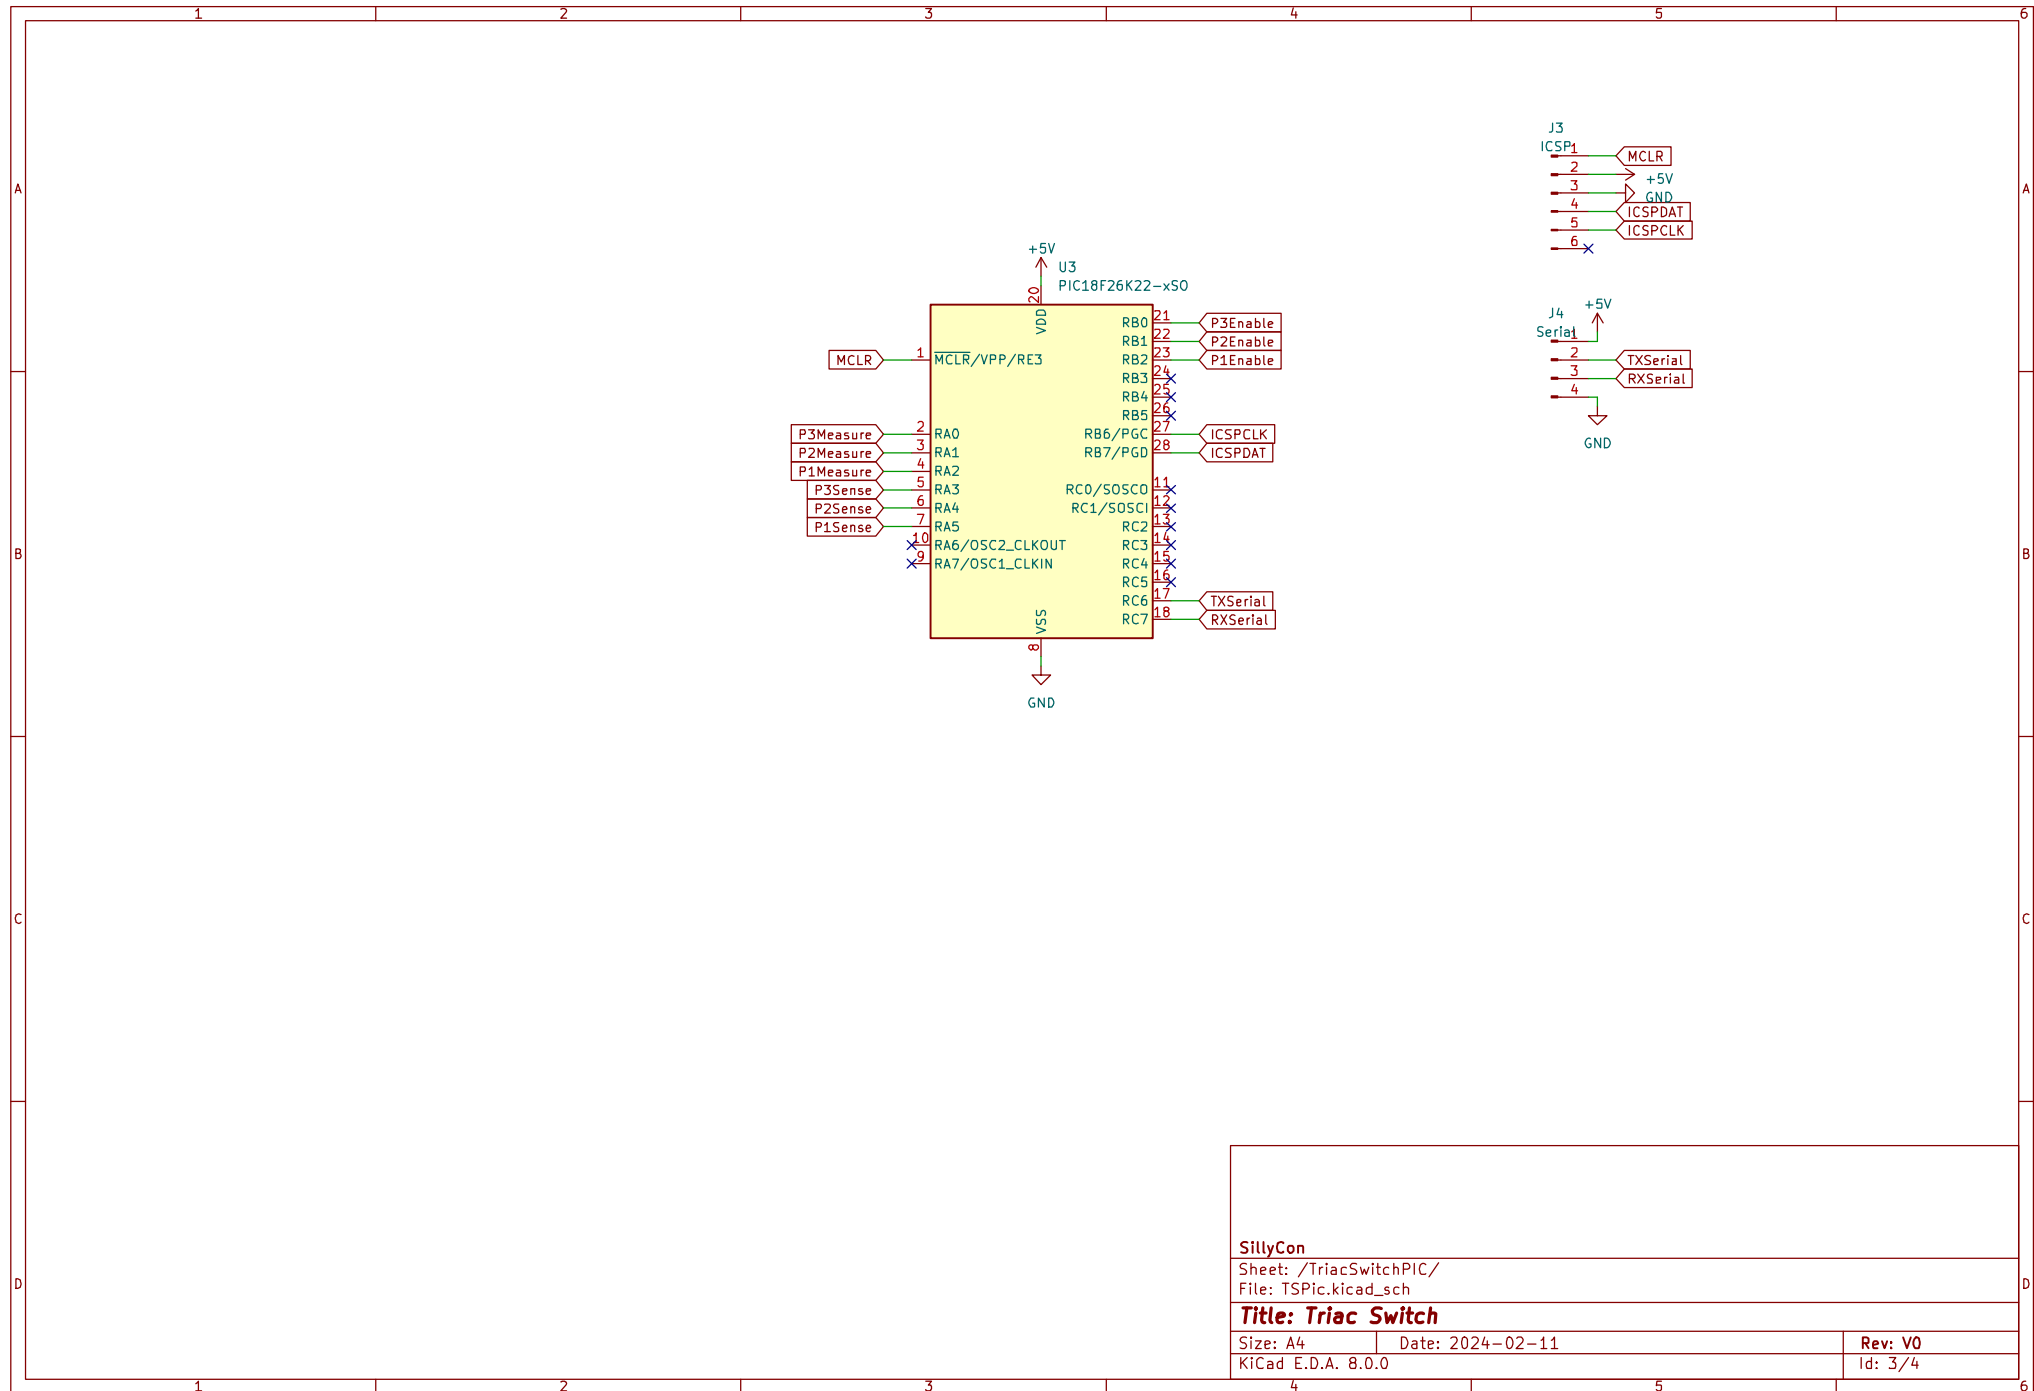 1 2 3 4 5 6
A A
B B
C C
D D
J3
ICSP
1 MCLR
2 +5V
3 GND
4 ICSPDAT
5 ICSPCLK
6
J4
Serial
+5V
1
2 TXSerial
3 RXSerial
4
GND
+5V
U3
PIC18F26K22-xSO
20
VDD
MCLR 1 MCLR/VPP/RE3
P3Measure 2 RA0
P2Measure 3 RA1
P1Measure 4 RA2
P3Sense 5 RA3
P2Sense 6 RA4
P1Sense 7 RA5
10 RA6/OSC2_CLKOUT
9 RA7/OSC1_CLKIN
RB0 21 P3Enable
RB1 22 P2Enable
RB2 23 P1Enable
RB3 24
RB4 25
RB5 26
RB6/PGC 27 ICSPCLK
RB7/PGD 28 ICSPDAT
RC0/SOSCO 11
RC1/SOSCI 12
RC2 13
RC3 14
RC4 15
RC5 16
RC6 17 TXSerial
RC7 18 RXSerial
VSS
8
GND
SillyCon
Sheet: /TriacSwitchPIC/
File: TSPic.kicad_sch
Title: Triac Switch
Size: A4 Date: 2024-02-11 Rev: V0
KiCad E.D.A. 8.0.0 Id: 3/4
1 2 3 4 5 6